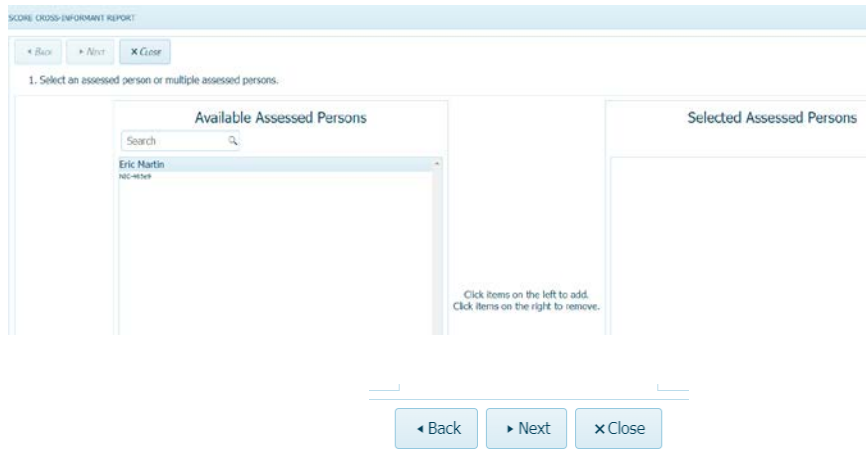 SCORE CROSS-INFORMANT REPORT
Back Next Close
1. Select an assessed person or multiple assessed persons.
Available Assessed Persons
Search
Eric Martin
Selected Assessed Persons
Click items on the left to add.
Click items on the right to remove.
Back Next Close